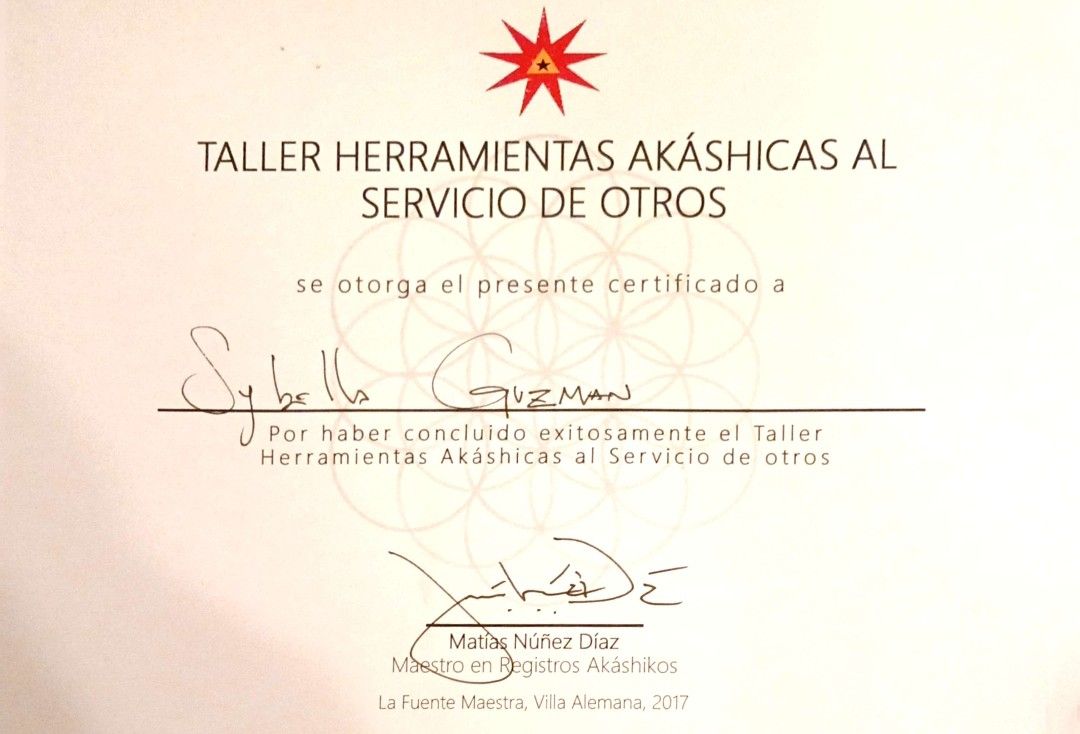 TALLER HERRAMIENTAS AKÁSHICAS AL
SERVICIO DE OTROS
se otorga el presente certificado a
Sybella Guzman
Por haber concluido exitosamente el Taller
Herramientas Akáshicas al Servicio de otros
Matías Núñez Díaz
Maestro en Registros Akáshikos
La Fuente Maestra, Villa Alemana, 2017